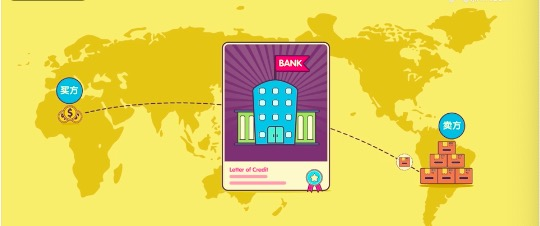 BANK
买方
卖方
Letter of Credit